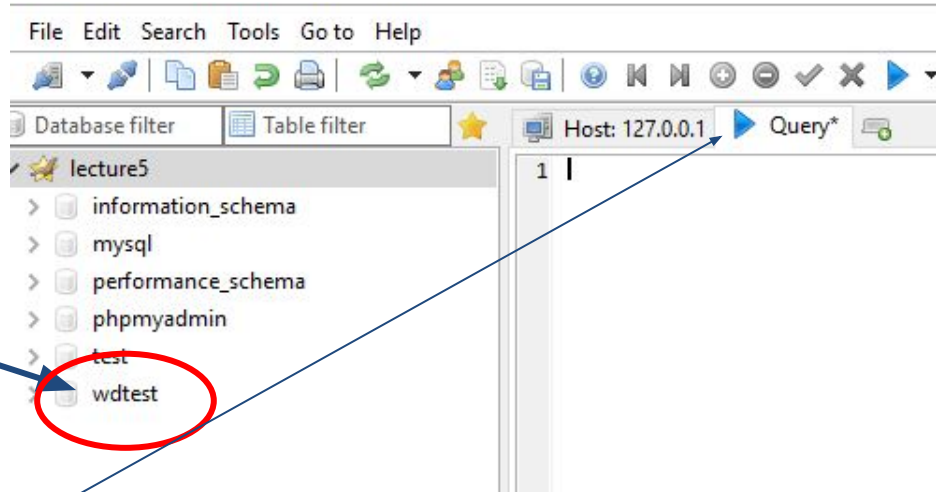 File Edit Search Tools Go to Help
Database filter Table filter Host: 127.0.0.1 Query*
lecture5 1
information_schema
mysql
performance_schema
phpmyadmin
test
wdtest